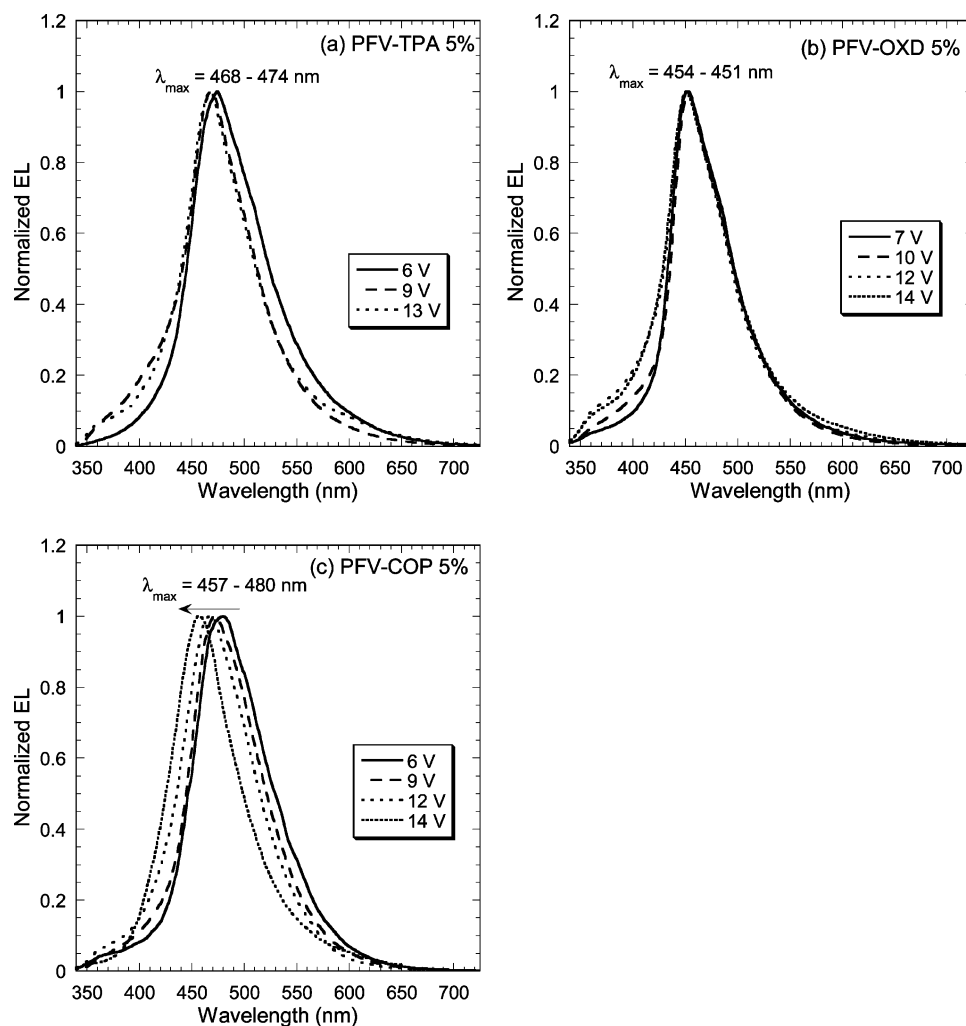 (a) PFV-TPA 5%
λmax = 468 - 474 nm
Normalized EL
1.2
1
0.8
0.6
0.4
0.2
0
6 V
9 V
13 V
350 400 450 500 550 600 650 700
Wavelength (nm)
(b) PFV-OXD 5%
λmax = 454 - 451 nm
Normalized EL
1.2
1
0.8
0.6
0.4
0.2
0
7 V
10 V
12 V
14 V
350 400 450 500 550 600 650 700
Wavelength (nm)
(c) PFV-COP 5%
λmax = 457 - 480 nm
Normalized EL
1.2
1
0.8
0.6
0.4
0.2
0
6 V
9 V
12 V
14 V
350 400 450 500 550 600 650 700
Wavelength (nm)